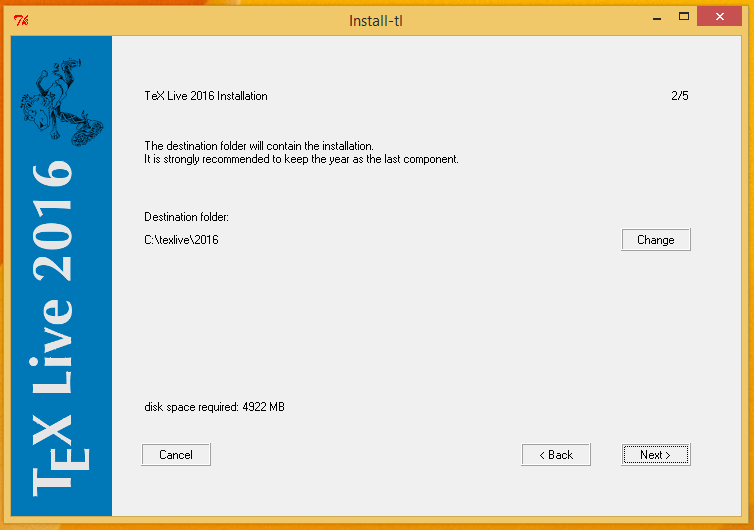 Install-tl
TeX Live 2016
TeX Live 2016 Installation
2/5
The destination folder will contain the installation.
It is strongly recommended to keep the year as the last component.
Destination folder:
C:\texlive\2016
Change
disk space required: 4922 MB
Cancel
< Back
Next >